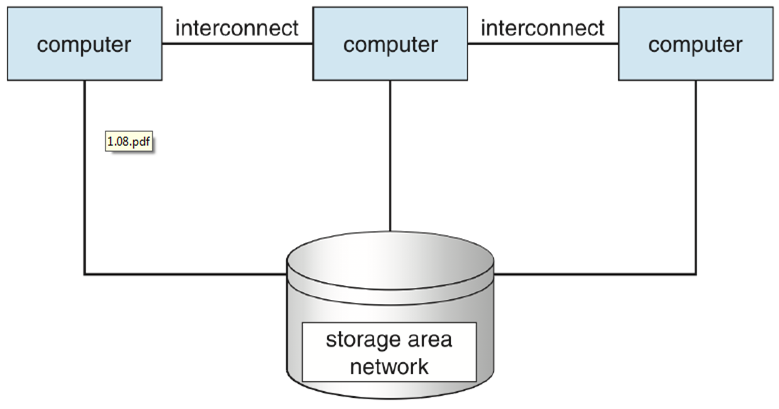 computer
interconnect
computer
interconnect
computer
1.08.pdf
storage area
network